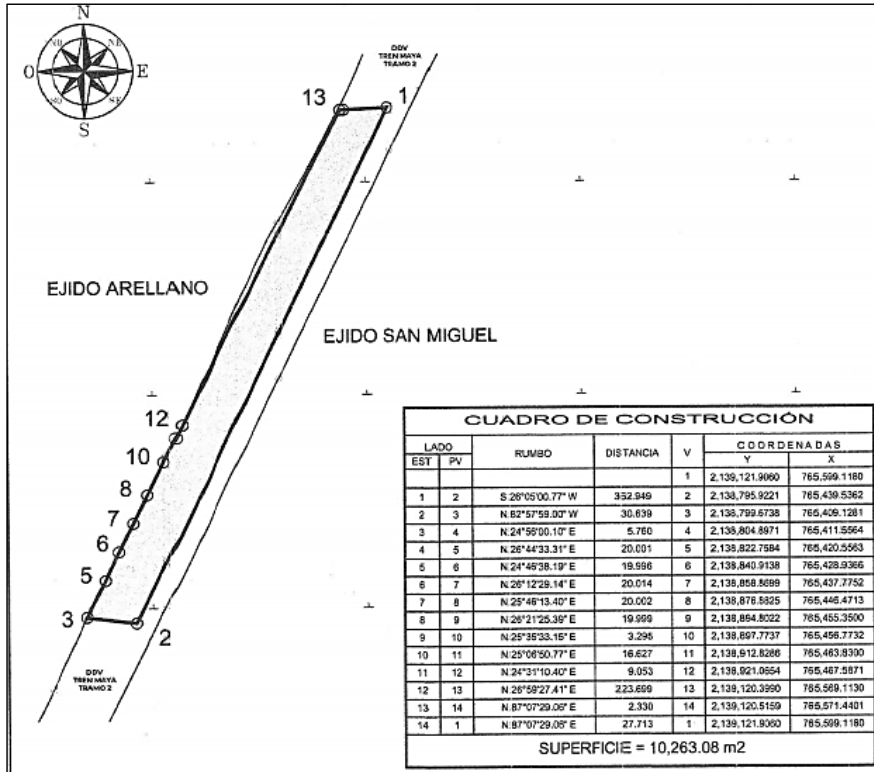 N
NO
NE
O
E
SO
SE
S
DDV
TREN MAYA
TRAMO 2
13
1
EJIDO ARELLANO
EJIDO SAN MIGUEL
12
10
8
7
6
5
3
2
DDV
TREN MAYA
TRAMO 2
CUADRO DE CONSTRUCCIÓN
LADO RUMBO DISTANCIA V COORDENADAS
EST PV Y X
1 2,139,121.9060 765,599.1180
1 2 S 26°05'00.77" W 362.949 2 2,138,795.9221 765,439.5362
2 3 N 82°57'59.00" W 30.639 3 2,138,799.6738 765,409.1281
3 4 N 24°56'00.10" E 5.760 4 2,138,804.8971 765,411.5564
4 5 N 26°44'33.31" E 20.001 5 2,138,822.7584 765,420.5563
5 6 N 24°46'38.19" E 19.996 6 2,138,840.9138 765,428.9366
6 7 N 26°12'29.14" E 20.014 7 2,138,858.8699 765,437.7752
7 8 N 25°46'13.40" E 20.002 8 2,138,876.8825 765,446.4713
8 9 N 26°21'25.39" E 19.999 9 2,138,894.8022 765,455.3500
9 10 N 25°35'33.15" E 3.295 10 2,138,897.7737 765,456.7732
10 11 N 25°06'50.77" E 16.627 11 2,138,912.8286 765,463.8300
11 12 N 24°31'10.40" E 9.053 12 2,138,921.0654 765,467.5871
12 13 N 26°59'27.41" E 223.699 13 2,139,120.3990 765,569.1130
13 14 N 87°07'29.06" E 2.330 14 2,139,120.5159 765,571.4401
14 1 N 87°07'29.06" E 27.713 1 2,139,121.9060 765,599.1180
SUPERFICIE = 10,263.08 m2